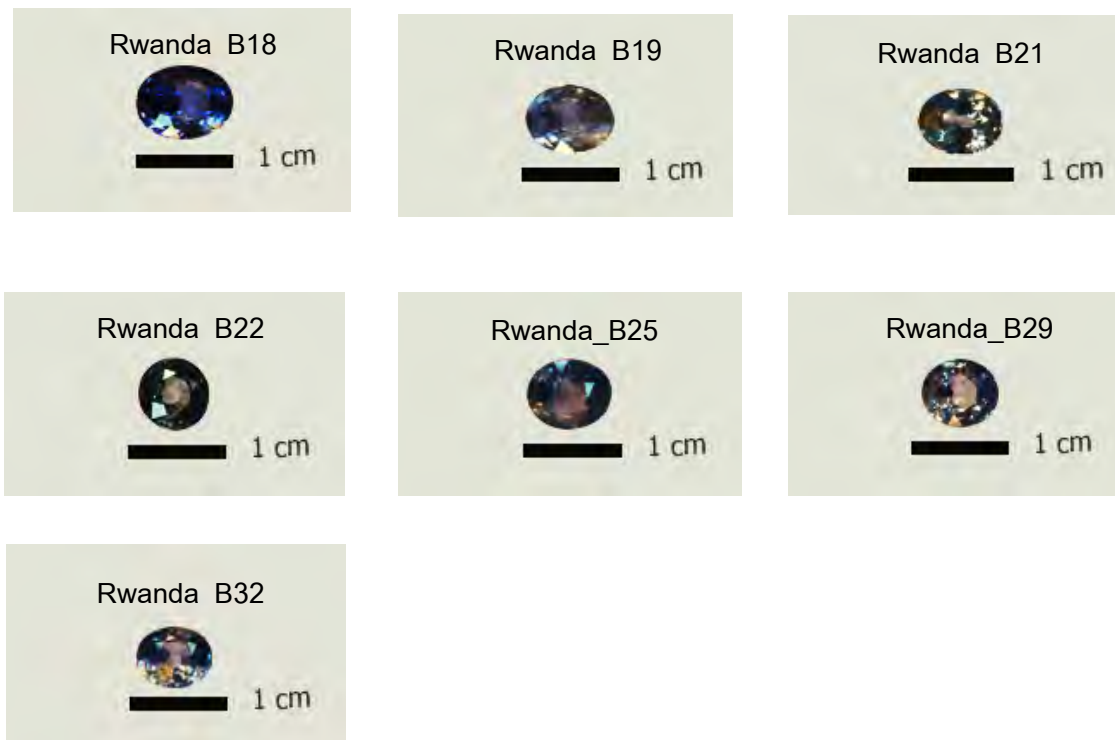 Rwanda B18
1 cm
Rwanda B19
1 cm
Rwanda B21
1 cm
Rwanda B22
1 cm
Rwanda_B25
1 cm
Rwanda_B29
1 cm
Rwanda B32
1 cm